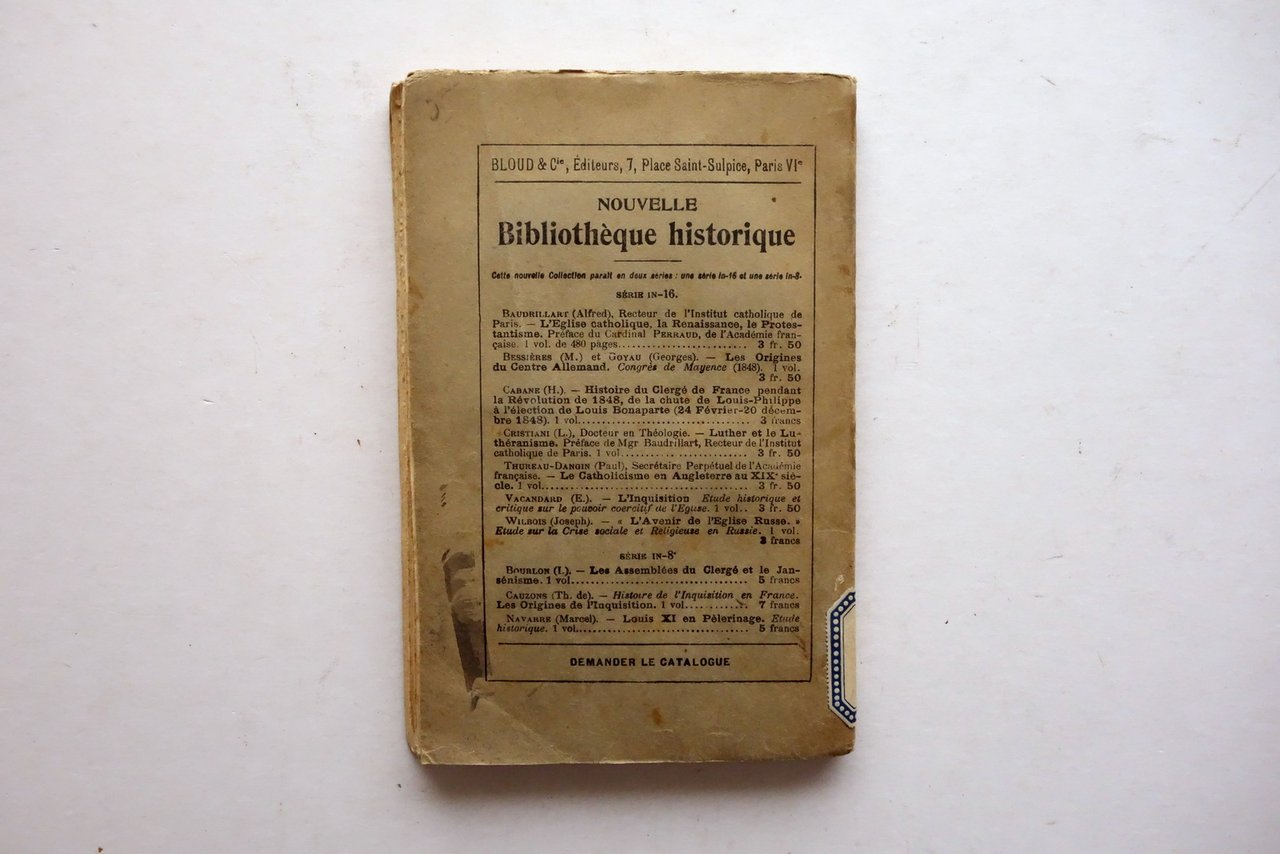 BLOUD & Cie, Éditeurs, 7, Place Saint-Sulpice, Paris VIe
NOUVELLE
Bibliothèque historique
Cette nouvelle Collection paraît en deux séries : une série in-16 et une série in-8.
SÉRIE IN-16.
BAUDRILLART (Alfred), Recteur de l'Institut catholique de
Paris. — L'Eglise catholique, la Renaissance, le Protes-
tantisme. Préface du Cardinal PERRAUD, de l'Académie fran-
çaise. 1 vol. de 480 pages........................ 3 fr. 50
BESSIÈRES (M.) et GOYAU (Georges). — Les Origines
du Centre Allemand. Congrès de Mayence (1848). 1 vol.
3 fr. 50
CABANE (H.). — Histoire du Clergé de France pendant
la Révolution de 1848, de la chute de Louis-Philippe
à l'élection de Louis Bonaparte (24 Février-20 décem-
bre 1848). 1 vol.................................. 3 francs
CRISTIANI (L.), Docteur en Théologie. — Luther et le Lu-
théranisme. Préface de Mgr Baudrillart, Recteur de l'Institut
catholique de Paris. 1 vol........................ 3 fr. 50
THUREAU-DANGIN (Paul), Secrétaire Perpétuel de l'Académie
française. — Le Catholicisme en Angleterre au XIXe siè-
cle. 1 vol........................................ 3 fr. 50
VACANDARD (E.). — L'Inquisition Etude historique et
critique sur le pouvoir coercitif de l'Eglise. 1 vol.. 3 fr. 50
WILBOIS (Joseph). — « L'Avenir de l'Eglise Russe. »
Etude sur la Crise sociale et Religieuse en Russie. 1 vol.
3 francs
SÉRIE IN-8°
BOURLON (I.). — Les Assemblées du Clergé et le Jan-
sénisme. 1 vol.................................... 5 francs
CAUZONS (Th. de). — Histoire de l'Inquisition en France.
Les Origines de l'Inquisition. 1 vol............. 7 francs
NAVARRE (Marcel). — Louis XI en Pèlerinage. Etude
historique. 1 vol................................. 5 francs
DEMANDER LE CATALOGUE